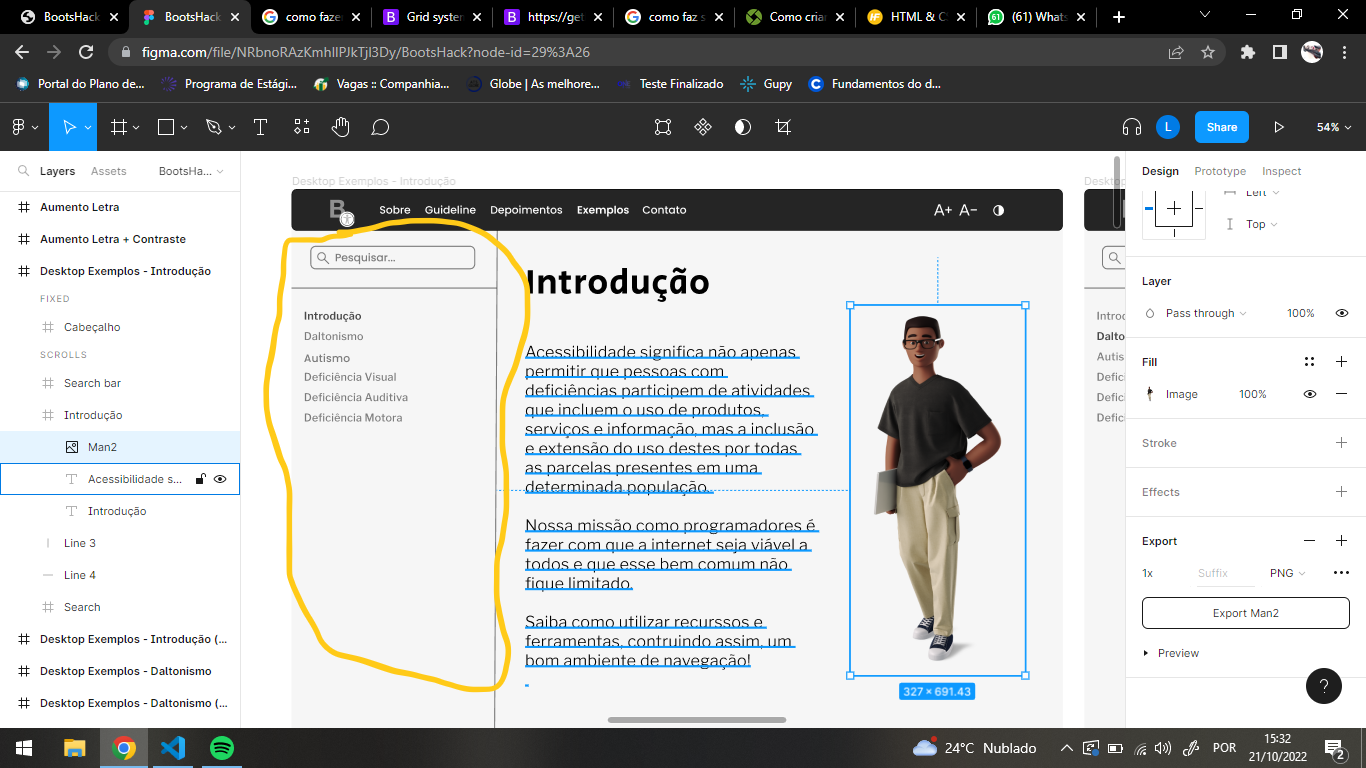 BootsHack
BootsHack
como faze
Grid syster
https://get
como faz s
Como criar
HTML & C
(61) Whats
figma.com/file/NRbnoRAzKmhIlPJkTjl3Dy/BootsHack?node-id=29%3A26
Portal do Plano de...
Programa de Estági...
Vagas :: Companhia...
Globe | As melhore...
Teste Finalizado
Gupy
Fundamentos do d...
L
Share
54%
Layers
Assets
BootsHa...
Aumento Letra
Aumento Letra + Contraste
Desktop Exemplos - Introdução
FIXED
Cabeçalho
SCROLLS
Search bar
Introdução
Man2
Acessibilidade s...
Introdução
Line 3
Line 4
Search
Desktop Exemplos - Introdução (...
Desktop Exemplos - Daltonismo
Desktop Exemplos - Daltonismo (...
Desktop Exemplos - Introdução
B
Sobre
Guideline
Depoimentos
Exemplos
Contato
A+ A-
Pesquisar...
Introdução
Daltonismo
Autismo
Deficiência Visual
Deficiência Auditiva
Deficiência Motora
Introdução
Acessibilidade significa não apenas
permitir que pessoas com
deficiências participem de atividades
que incluem o uso de produtos,
serviços e informação, mas a inclusão
e extensão do uso destes por todas
as parcelas presentes em uma
determinada população.
Nossa missão como programadores é
fazer com que a internet seja viável a
todos e que esse bem comum não
fique limitado.
Saiba como utilizar recurssos e
ferramentas, contruindo assim, um
bom ambiente de navegação!
327 × 691.43
Desktop
Introd
Dalton
Autis
Defici
Defici
Defici
Design
Prototype
Inspect
Left
Top
Layer
Pass through
100%
Fill
Image
100%
Stroke
Effects
Export
1x
Suffix
PNG
Export Man2
Preview
?
24°C Nublado
POR
15:32
21/10/2022
2